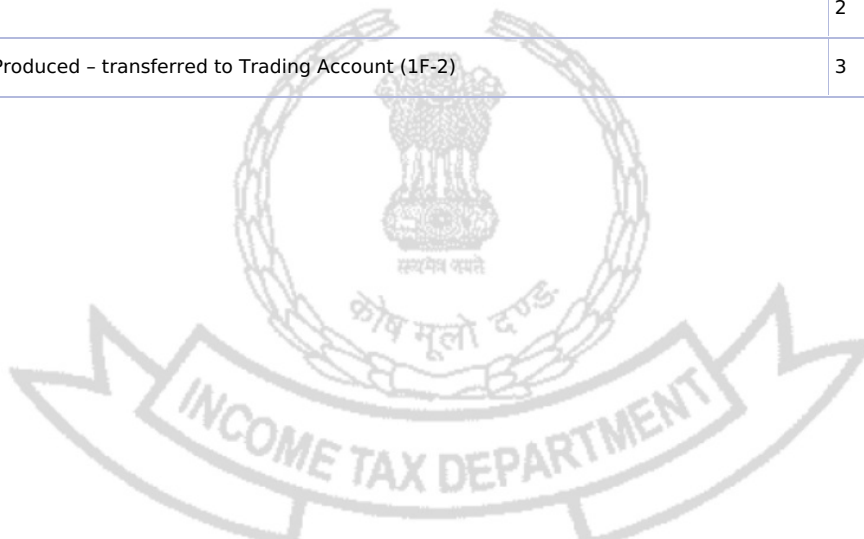 2
Produced – transferred to Trading Account (1F-2)
3
सत्यमेव जयते
कोष मूलो दण्डः
INCOME TAX DEPARTMENT